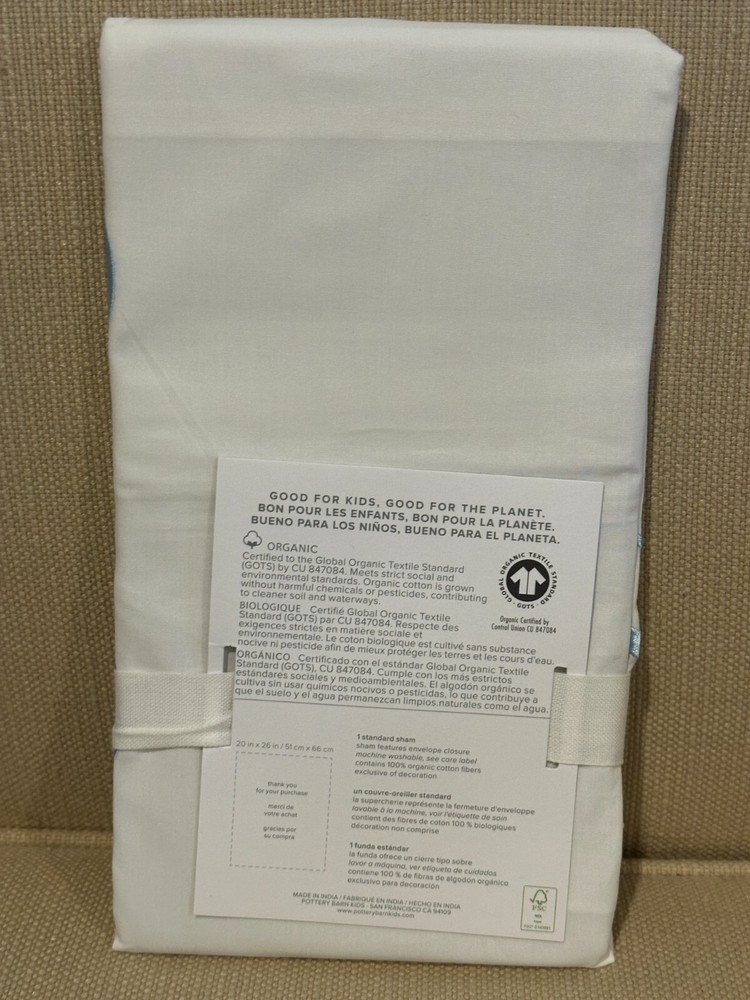 GOOD FOR KIDS, GOOD FOR THE PLANET.
BON POUR LES ENFANTS, BON POUR LA PLANÈTE.
BUENO PARA LOS NIÑOS, BUENO PARA EL PLANETA.
ORGANIC
Certified to the Global Organic Textile Standard
(GOTS) by CU 847084. Meets strict social and
environmental standards. Organic cotton is grown
without harmful chemicals or pesticides, contributing
to cleaner soil and waterways.
GLOBAL ORGANIC TEXTILE STANDARD
· GOTS ·
Organic Certified by
Control Union CU 847084
BIOLOGIQUE Certifié Global Organic Textile
Standard (GOTS) par CU 847084. Respecte des
exigences strictes en matière sociale et
environnementale. Le coton biologique est cultivé sans substance
nocive ni pesticide afin de mieux protéger les terres et les cours d'eau.
ORGÁNICO Certificado con el estándar Global Organic Textile
Standard (GOTS), CU 847084. Cumple con los más estrictos
estándares sociales y medioambientales. El algodón orgánico se
cultiva sin usar químicos nocivos o pesticidas, lo que contribuye a
que el suelo y el agua permanezcan limpios.naturales como el agua.
20 in x 26 in / 51 cm x 66 cm
thank you
for your purchase
merci de
votre achat
gracias por
su compra
1 standard sham
sham features envelope closure
machine washable, see care label
contains 100% organic cotton fibers
exclusive of decoration
un couvre-oreiller standard
la supercherie représente la fermeture d'enveloppe
lavable à la machine, voir l'étiquette de soin
contient des fibres de coton 100 % biologiques
décoration non comprise
1 funda estándar
la funda ofrece un cierre tipo sobre
lavar a máquina, ver etiqueta de cuidados
contiene 100 % de fibras de algodón orgánico
exclusivo para decoración
MADE IN INDIA / FABRIQUÉ EN INDIA / HECHO EN INDIA
POTTERY BARN KIDS - SAN FRANCISCO CA 94109
www.potterybarnkids.com
FSC
MIX